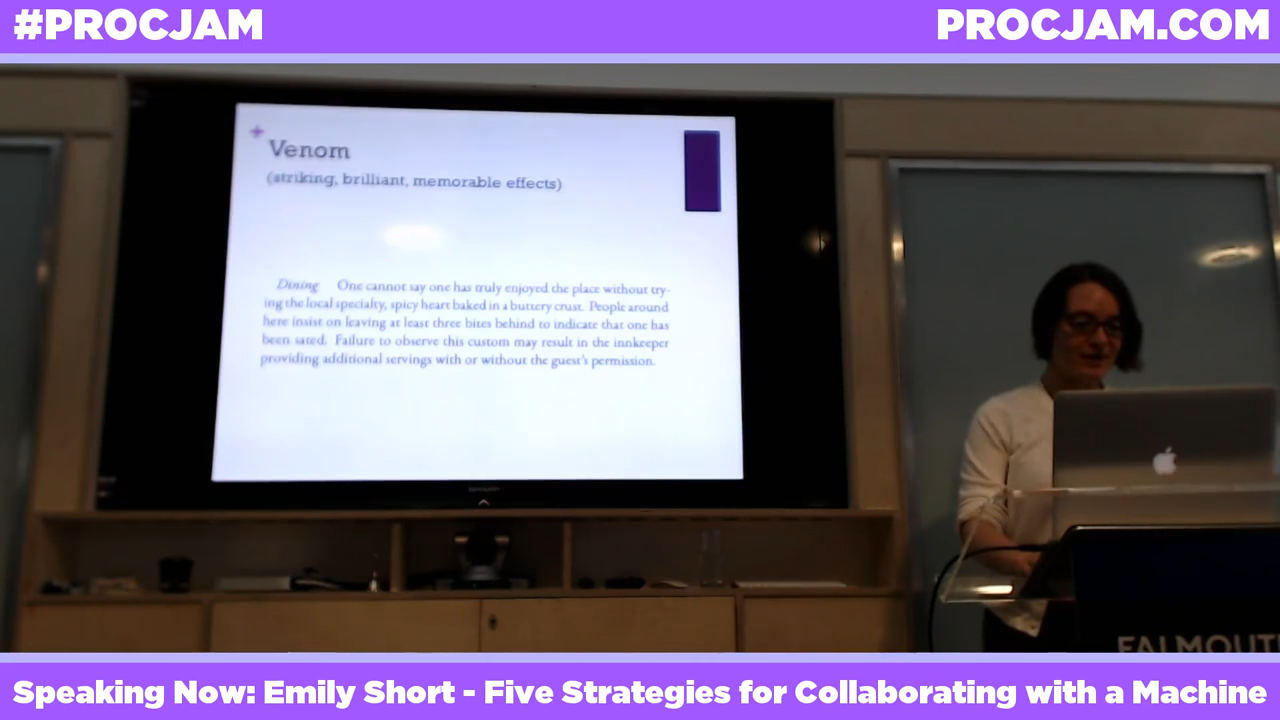 #PROCJAM
PROCJAM.COM
Venom
(striking, brilliant, memorable effects)
Dining One cannot say one has truly enjoyed the place without try-
ing the local specialty, spicy heart baked in a buttery crust. People around
here insist on leaving at least three bites behind to indicate that one has
been sated. Failure to observe this custom may result in the innkeeper
providing additional servings with or without the guest's permission.
FALMOUT
Speaking Now: Emily Short - Five Strategies for Collaborating with a Machine